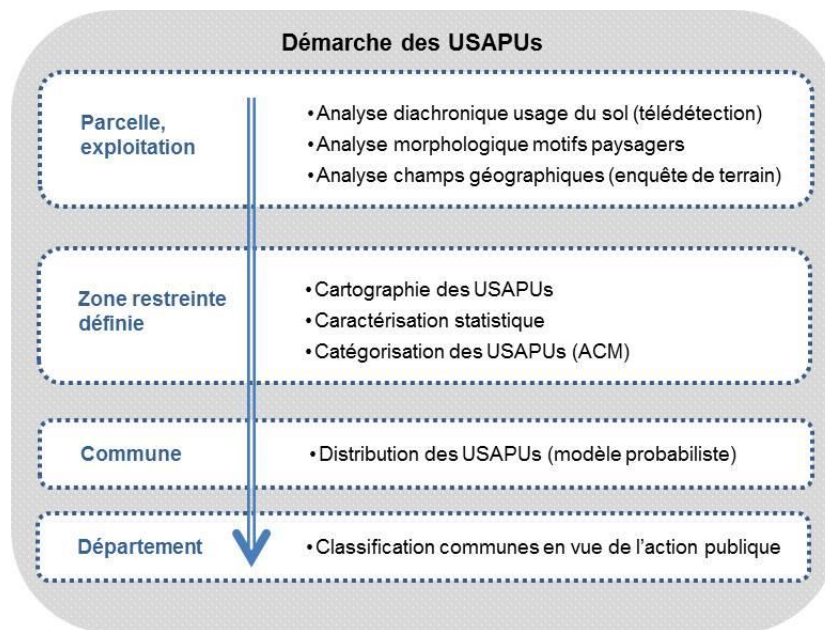 Démarche des USAPUs
Parcelle,
exploitation
•Analyse diachronique usage du sol (télédétection)
•Analyse morphologique motifs paysagers
•Analyse champs géographiques (enquête de terrain)
Zone restreinte
définie
•Cartographie des USAPUs
•Caractérisation statistique
•Catégorisation des USAPUs (ACM)
Commune
•Distribution des USAPUs (modèle probabiliste)
Département
•Classification communes en vue de l'action publique